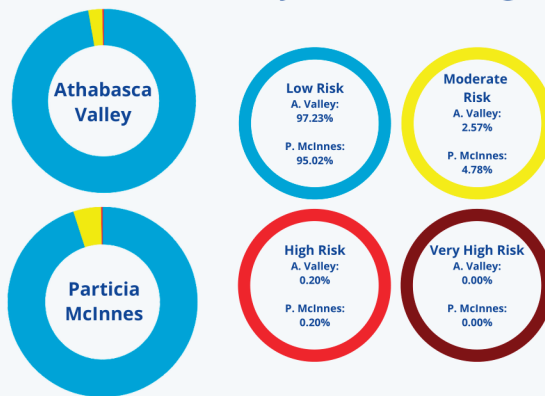 Athabasca
Valley
Low Risk
A. Valley:
97.23%
P. McInnes:
95.02%
Moderate
Risk
A. Valley:
2.57%
P. McInnes:
4.78%
Particia
McInnes
High Risk
A. Valley:
0.20%
P. McInnes:
0.20%
Very High Risk
A. Valley:
0.00%
P. McInnes:
0.00%